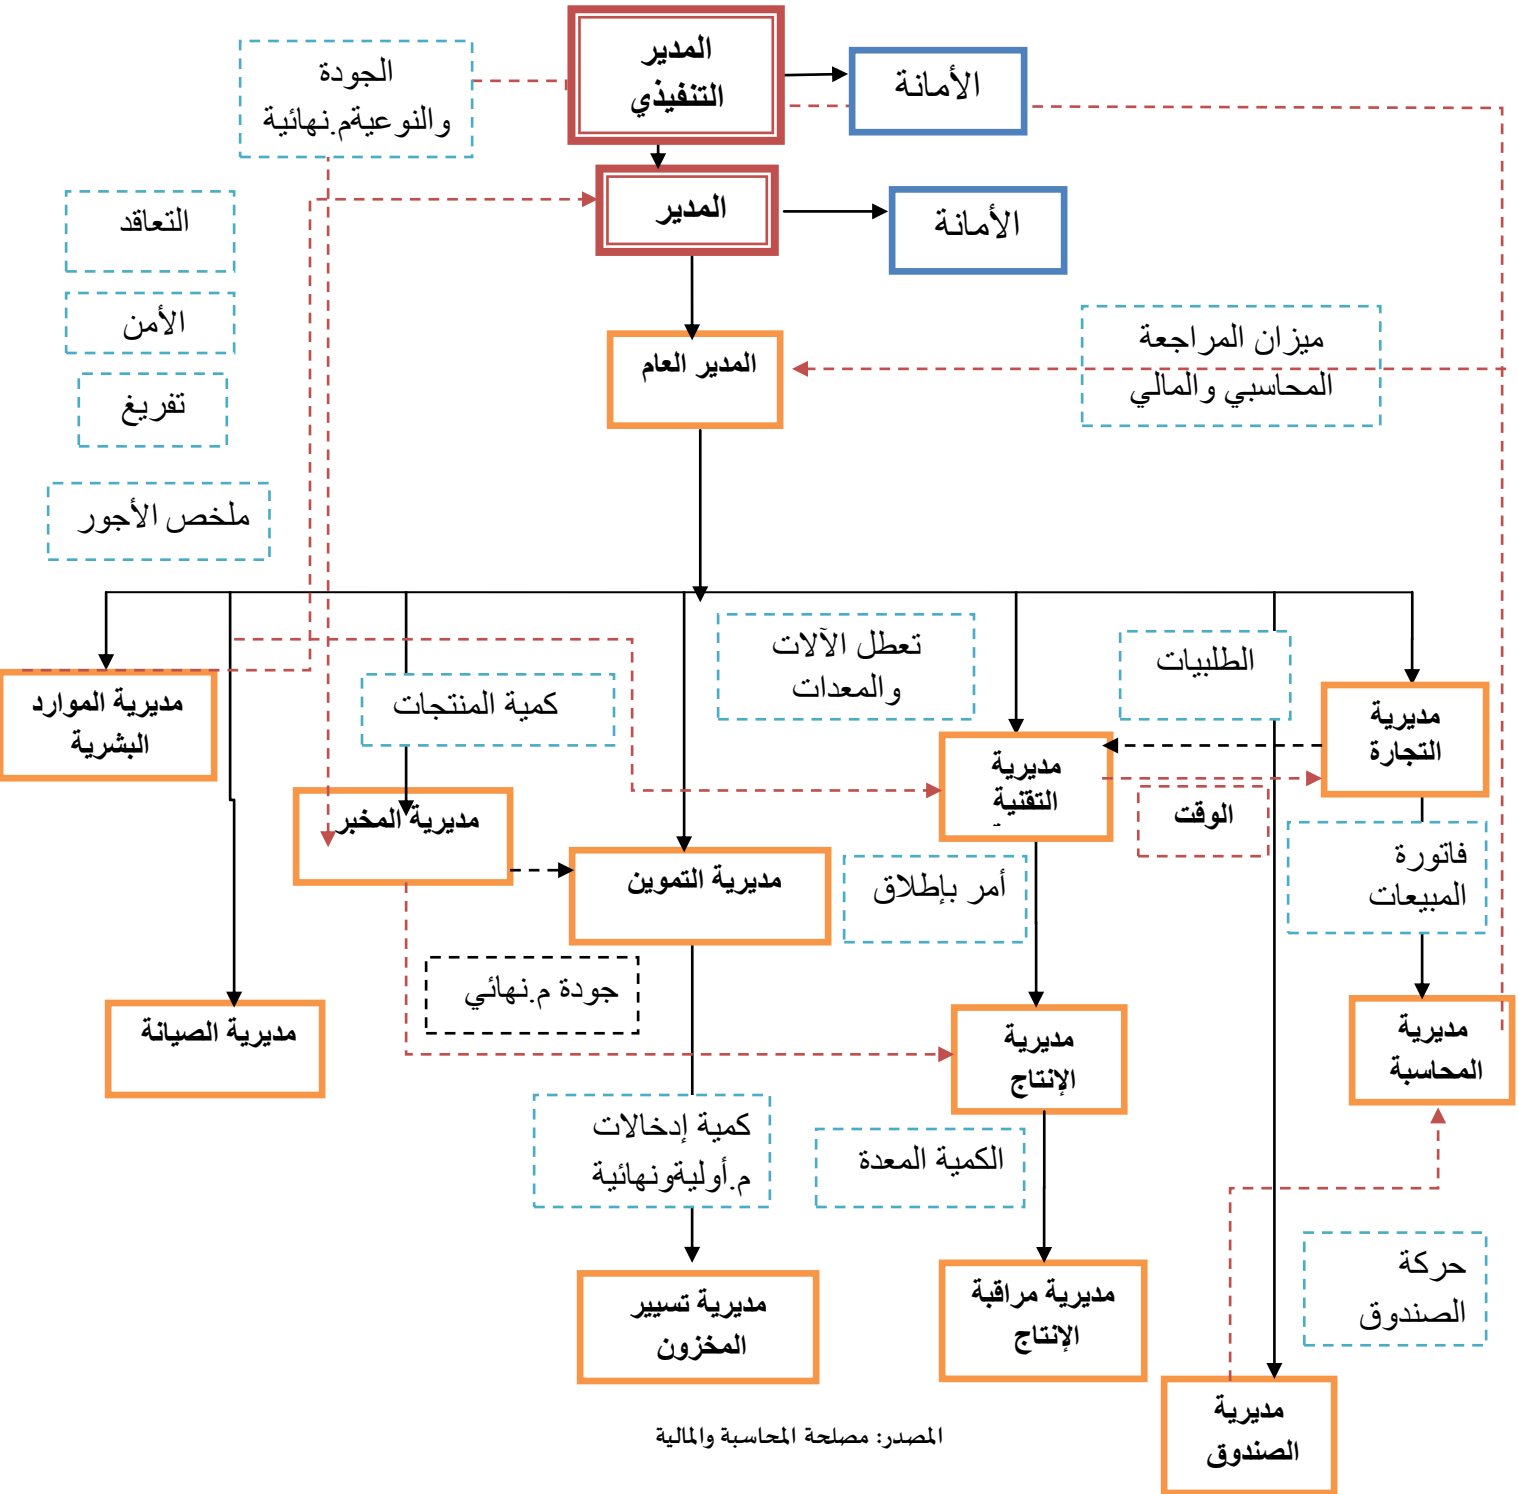 المدير
التنفيذي
الأمانة
الجودة
والنوعيةم.نهائية
المدير
الأمانة
التعاقد
الأمن
تفريغ
ملخص الأجور
المدير العام
ميزان المراجعة
المحاسبي والمالي
تعطل الآلات
والمعدات
الطلبيات
مديرية الموارد
البشرية
كمية المنتجات
مديرية
التجارة
مديرية
التقنية
الوقت
مديرية المخبر
مديرية التموين
أمر بإطلاق
فاتورة
المبيعات
جودة م.نهائي
مديرية الصيانة
مديرية
الإنتاج
مديرية
المحاسبة
كمية إدخالات
م.أوليةونهائية
الكمية المعدة
حركة
الصندوق
مديرية تسيير
المخزون
مديرية مراقبة
الإنتاج
مديرية
الصندوق
المصدر: مصلحة المحاسبة والمالية